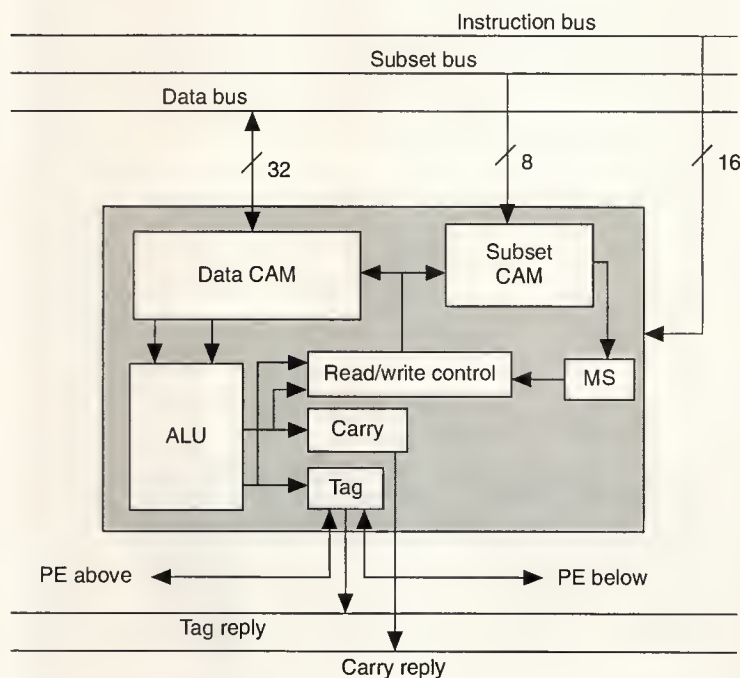 Instruction bus
Subset bus
Data bus
32
8
16
Data CAM
Subset
CAM
Read/write control
MS
ALU
Carry
Tag
PE above
PE below
Tag reply
Carry reply